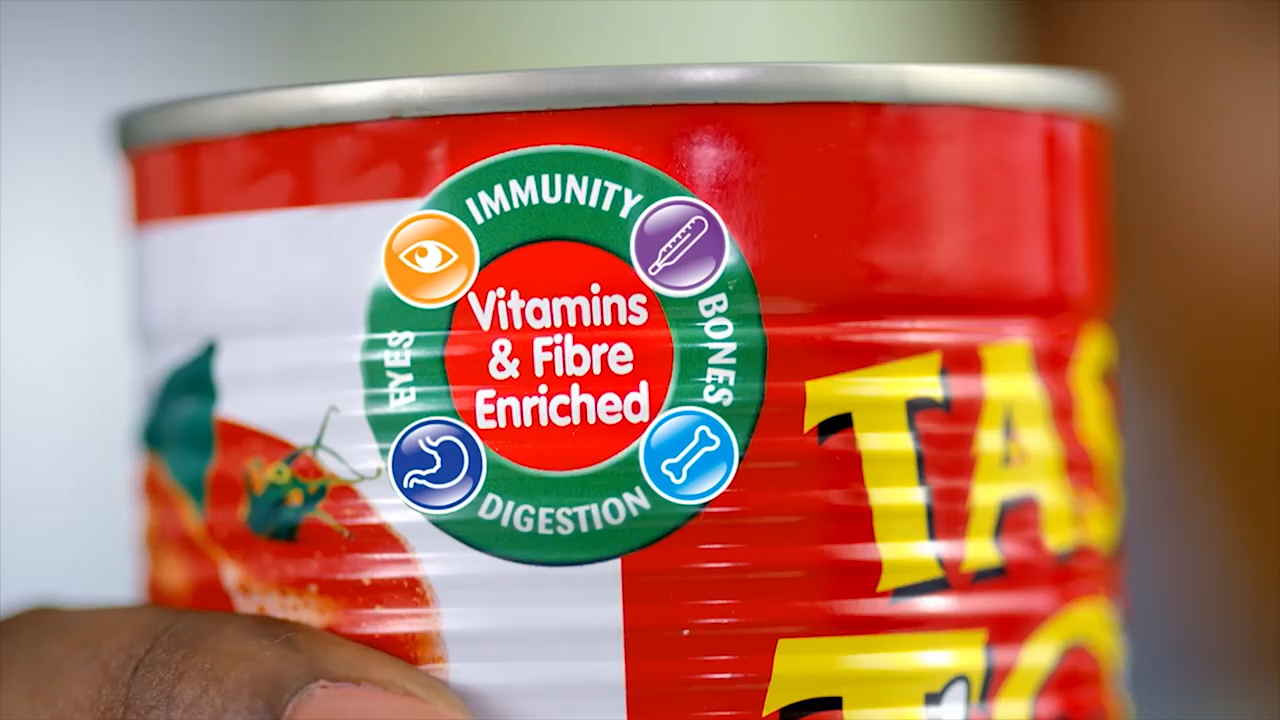 IMMUNITY
BONES
DIGESTION
EYES
Vitamins
& Fibre
Enriched